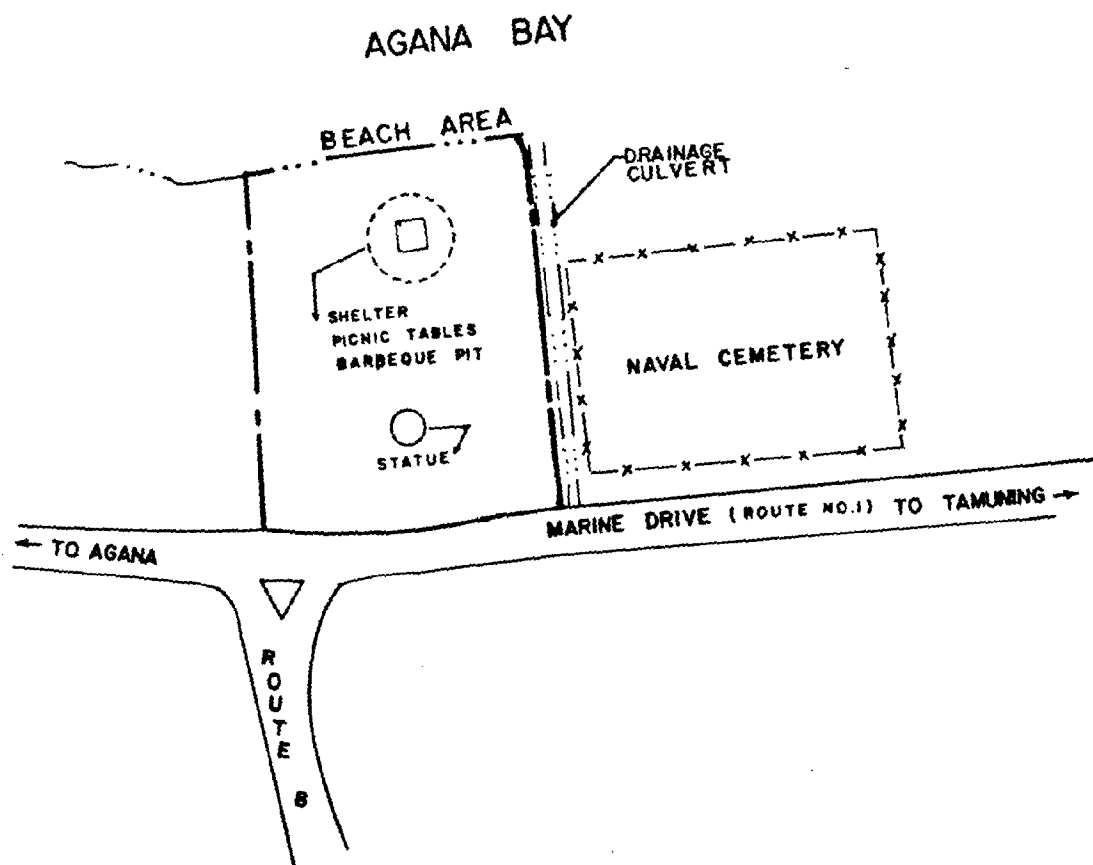 AGANA BAY
BEACH AREA
DRAINAGE
CULVERT
SHELTER
PICNIC TABLES
BARBEQUE PIT
NAVAL CEMETERY
STATUE
MARINE DRIVE (ROUTE NO.1) TO TAMUNING
TO AGANA
ROUTE 8